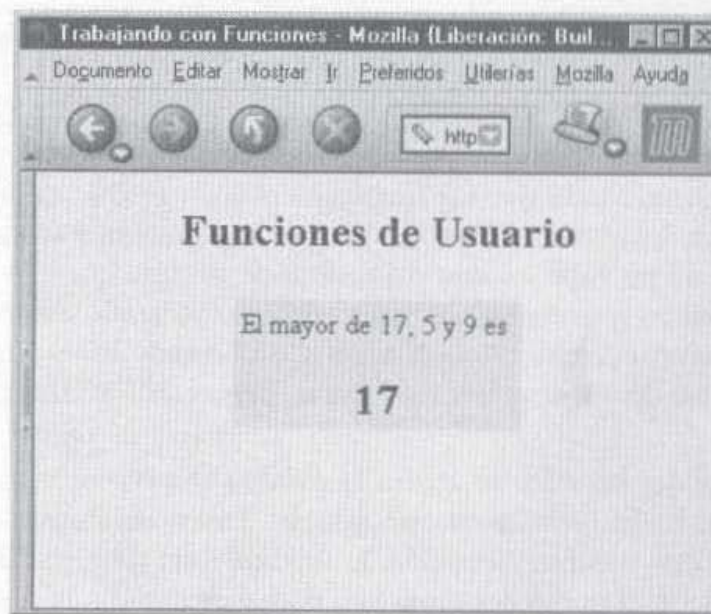 Trabajando con Funciones - Mozilla {Liberación: Buil...
Documento Editar Mostrar Ir Preferidos Utilerías Mozilla Ayuda
http
Funciones de Usuario
El mayor de 17, 5 y 9 es
17